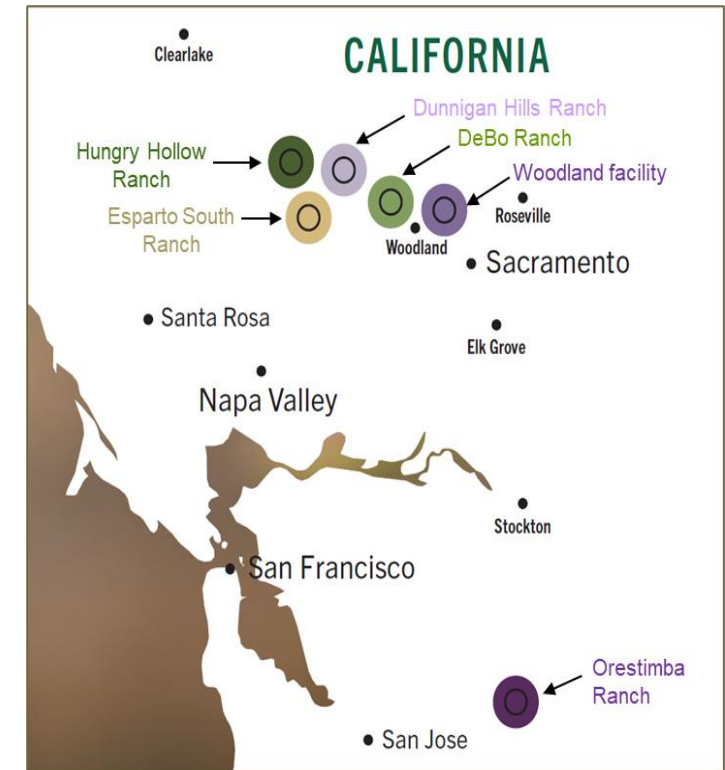 Clearlake
CALIFORNIA
Dunnigan Hills Ranch
DeBo Ranch
Hungry Hollow
Ranch
Woodland facility
Esparto South
Ranch
Roseville
Woodland
Sacramento
Santa Rosa
Elk Grove
Napa Valley
Stockton
San Francisco
Orestimba
Ranch
San Jose